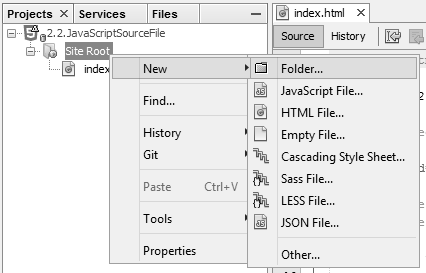 Projects × Services Files
index.html ×
Source History
2.2.JavaScriptSourceFile
Site Root
index
New
Find...
History
Git
Paste Ctrl+V
Tools
Properties
Folder...
JavaScript File...
HTML File...
Empty File...
Cascading Style Sheet...
Sass File...
LESS File...
JSON File...
Other...